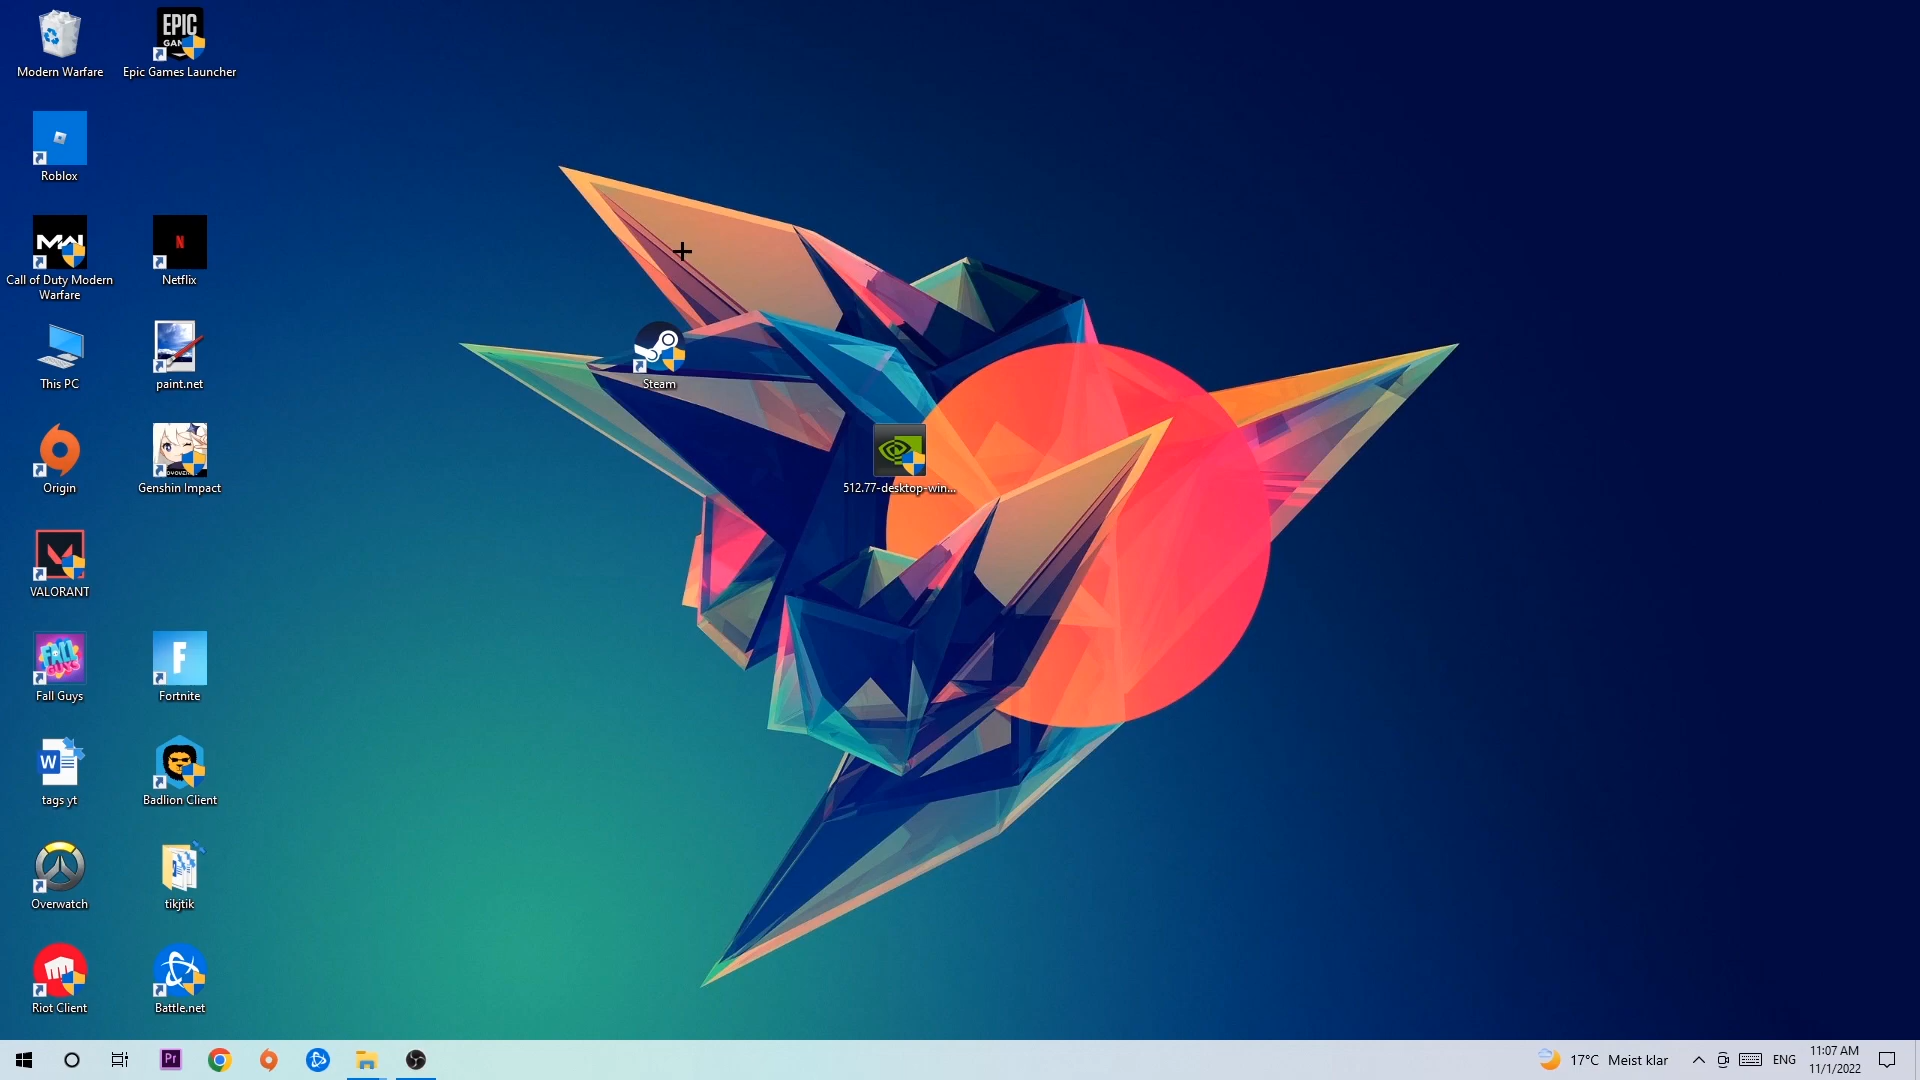 Modern Warfare
EPIC
Epic Games Launcher
Roblox
MW
Call of Duty Modern
Warfare
N
Netflix
This PC
paint.net
Steam
Origin
Genshin Impact
512.77-desktop-win...
VALORANT
FALL
Fall Guys
F
Fortnite
W
tags yt
Badlion Client
Overwatch
tikjtik
Riot Client
Battle.net
Pr
17°C Meist klar
ENG
11:07 AM
11/1/2022